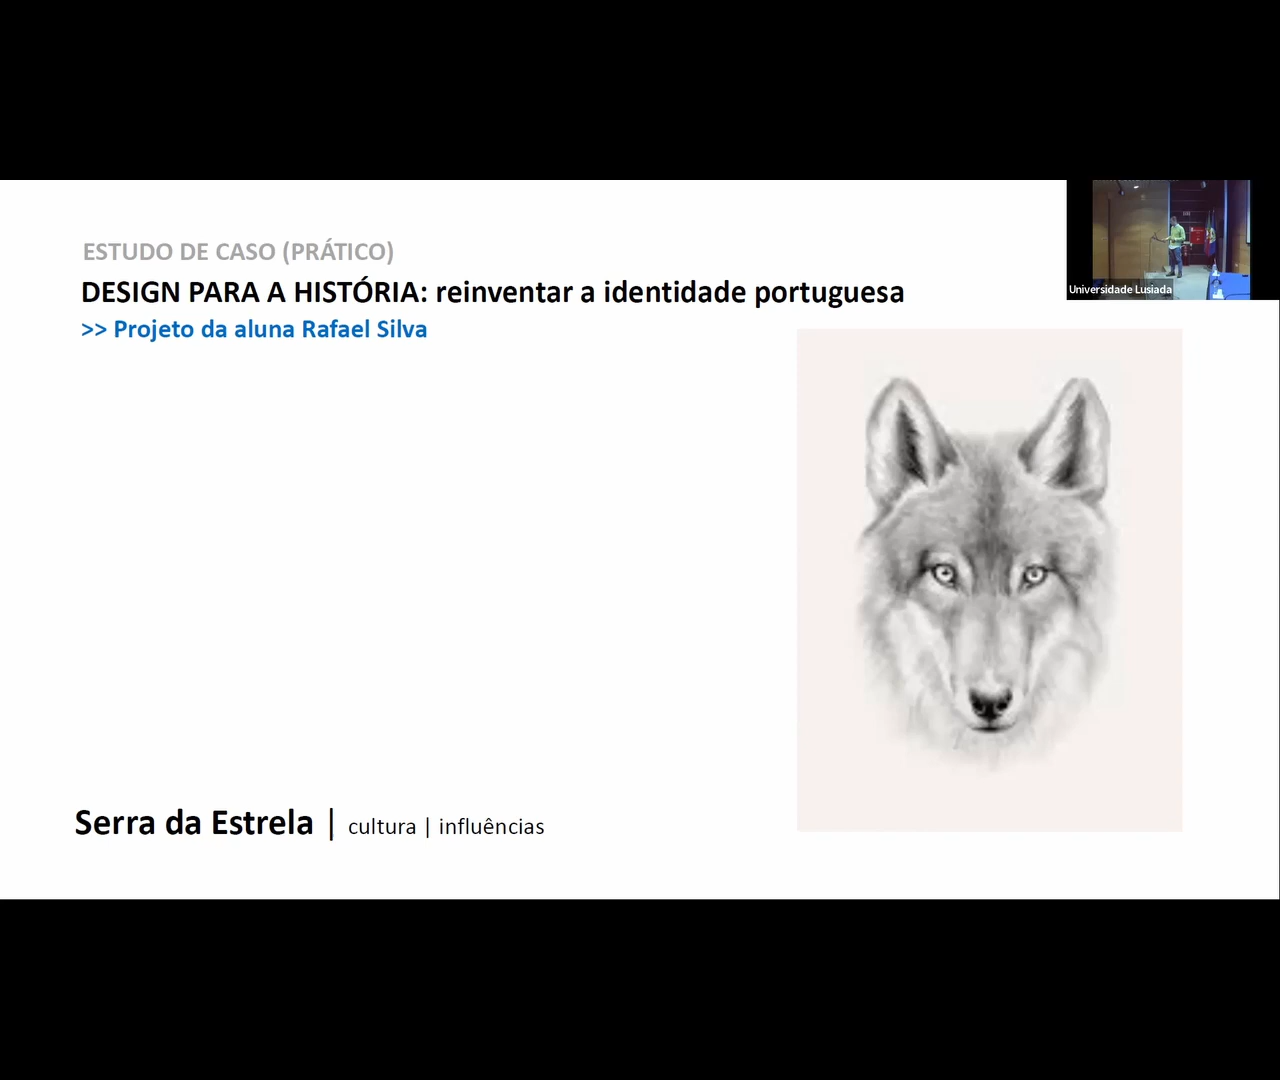 ESTUDO DE CASO (PRÁTICO)
DESIGN PARA A HISTÓRIA: reinventar a identidade portuguesa
>> Projeto da aluna Rafael Silva
Universidade Lusiada
Serra da Estrela | cultura | influências